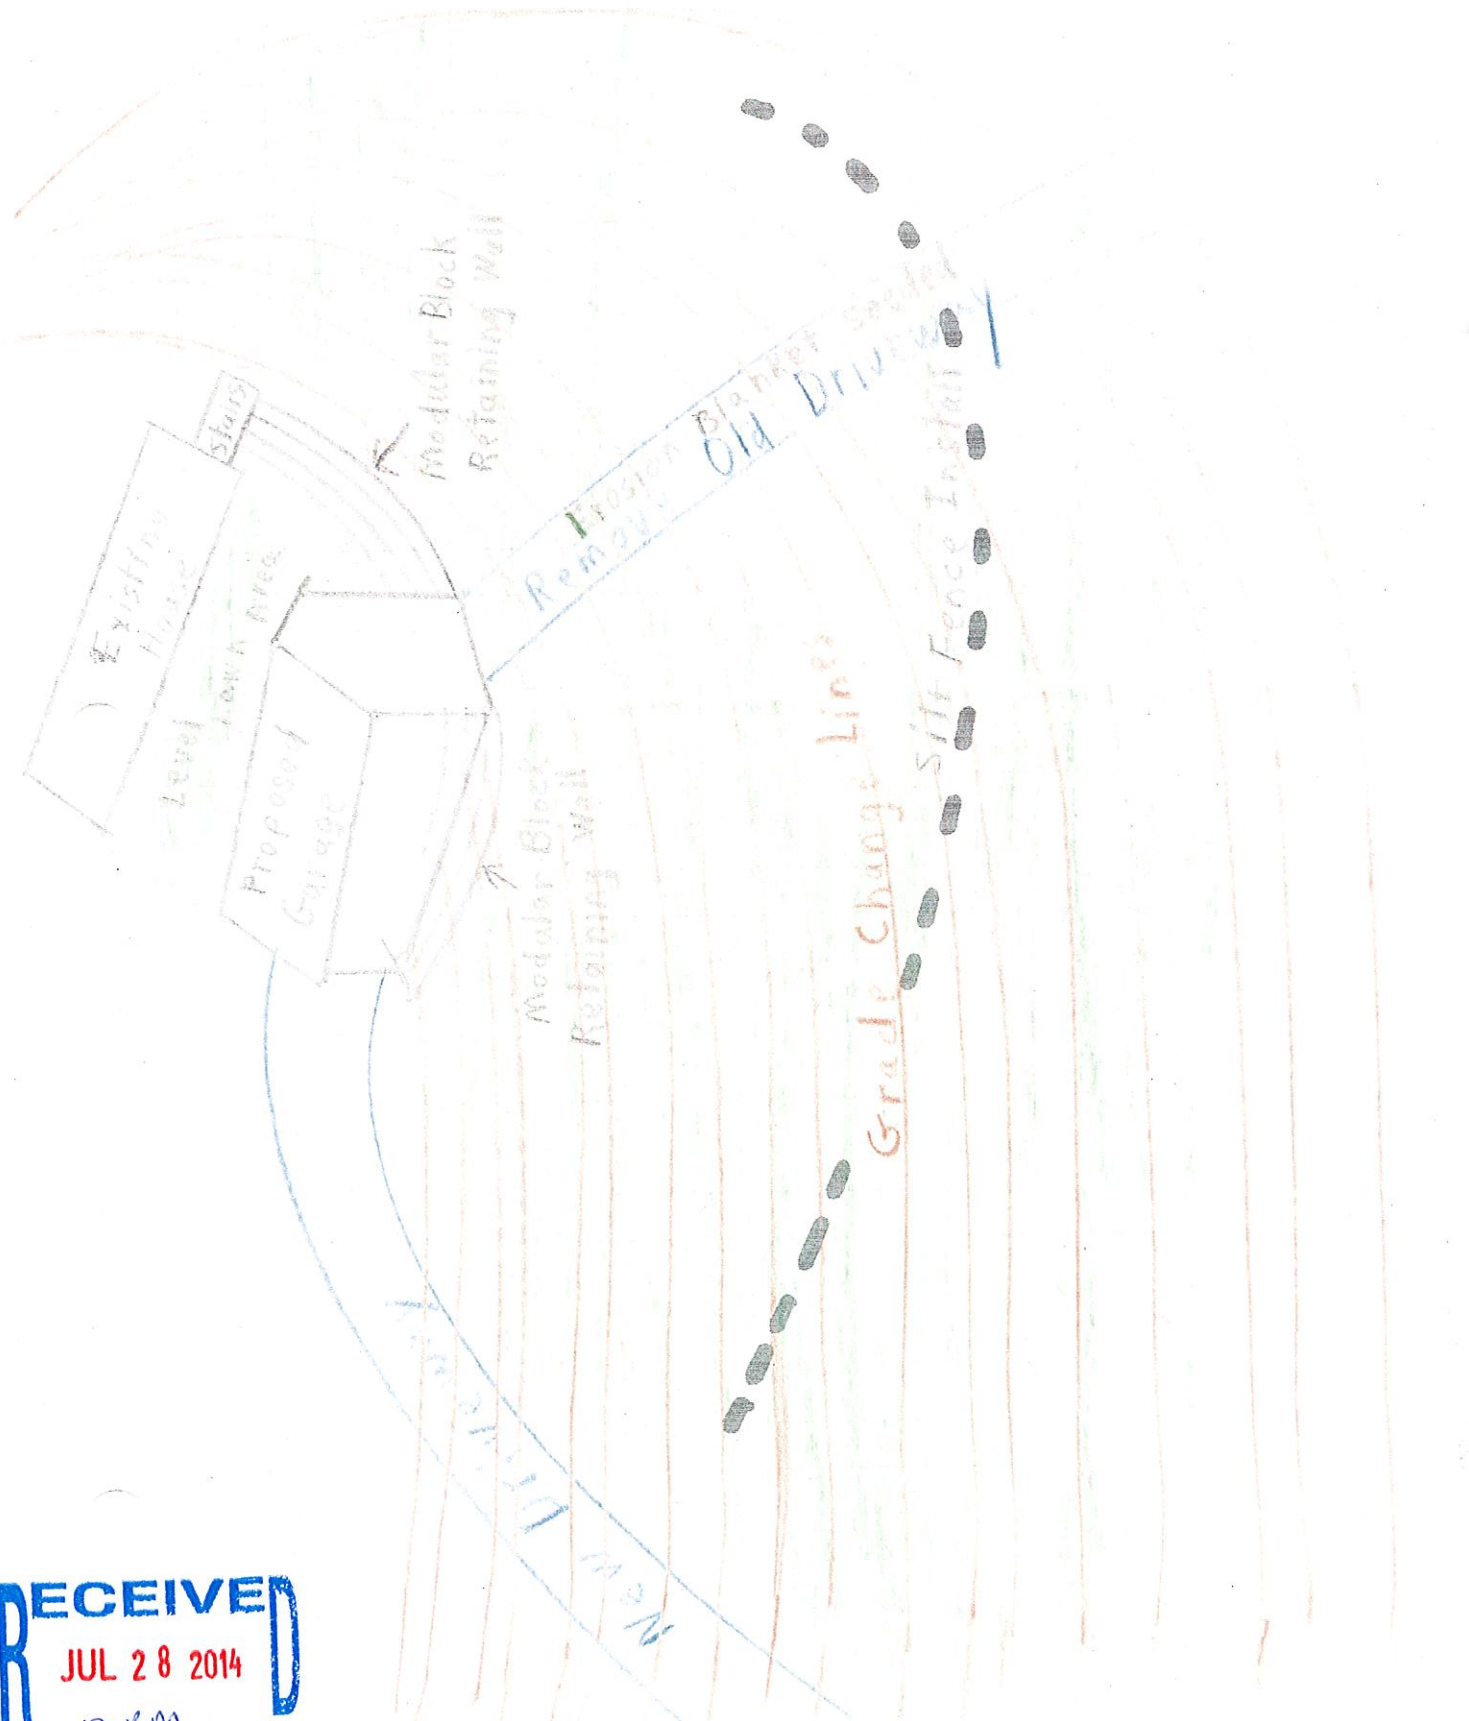 Modular Block
Retaining Wall
Stairs
Existing
House
Level
Lawn Area
Proposed
Garage
Erosion Blanket Seeded
Remove Old Driveway
Silt Fence Install
Grade Change Lines
Modular Block
Retaining Wall
New Driveway
RECEIVED
JUL 28 2014